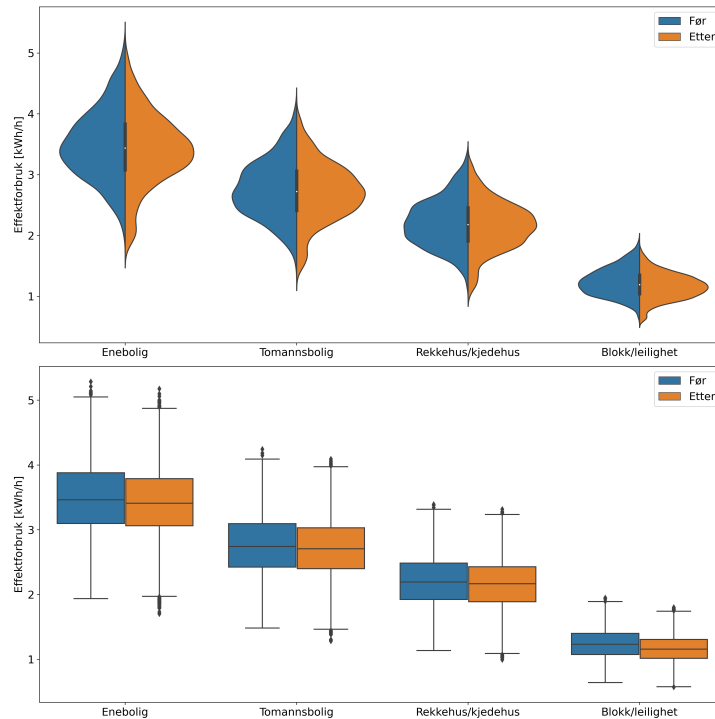 Før
Etter
5
4
3
2
1
Effektforbruk [kWh/h]
Enebolig
Tomannsbolig
Rekkehus/kjedehus
Blokk/leilighet
Før
Etter
5
4
3
2
1
Effektforbruk [kWh/h]
Enebolig
Tomannsbolig
Rekkehus/kjedehus
Blokk/leilighet